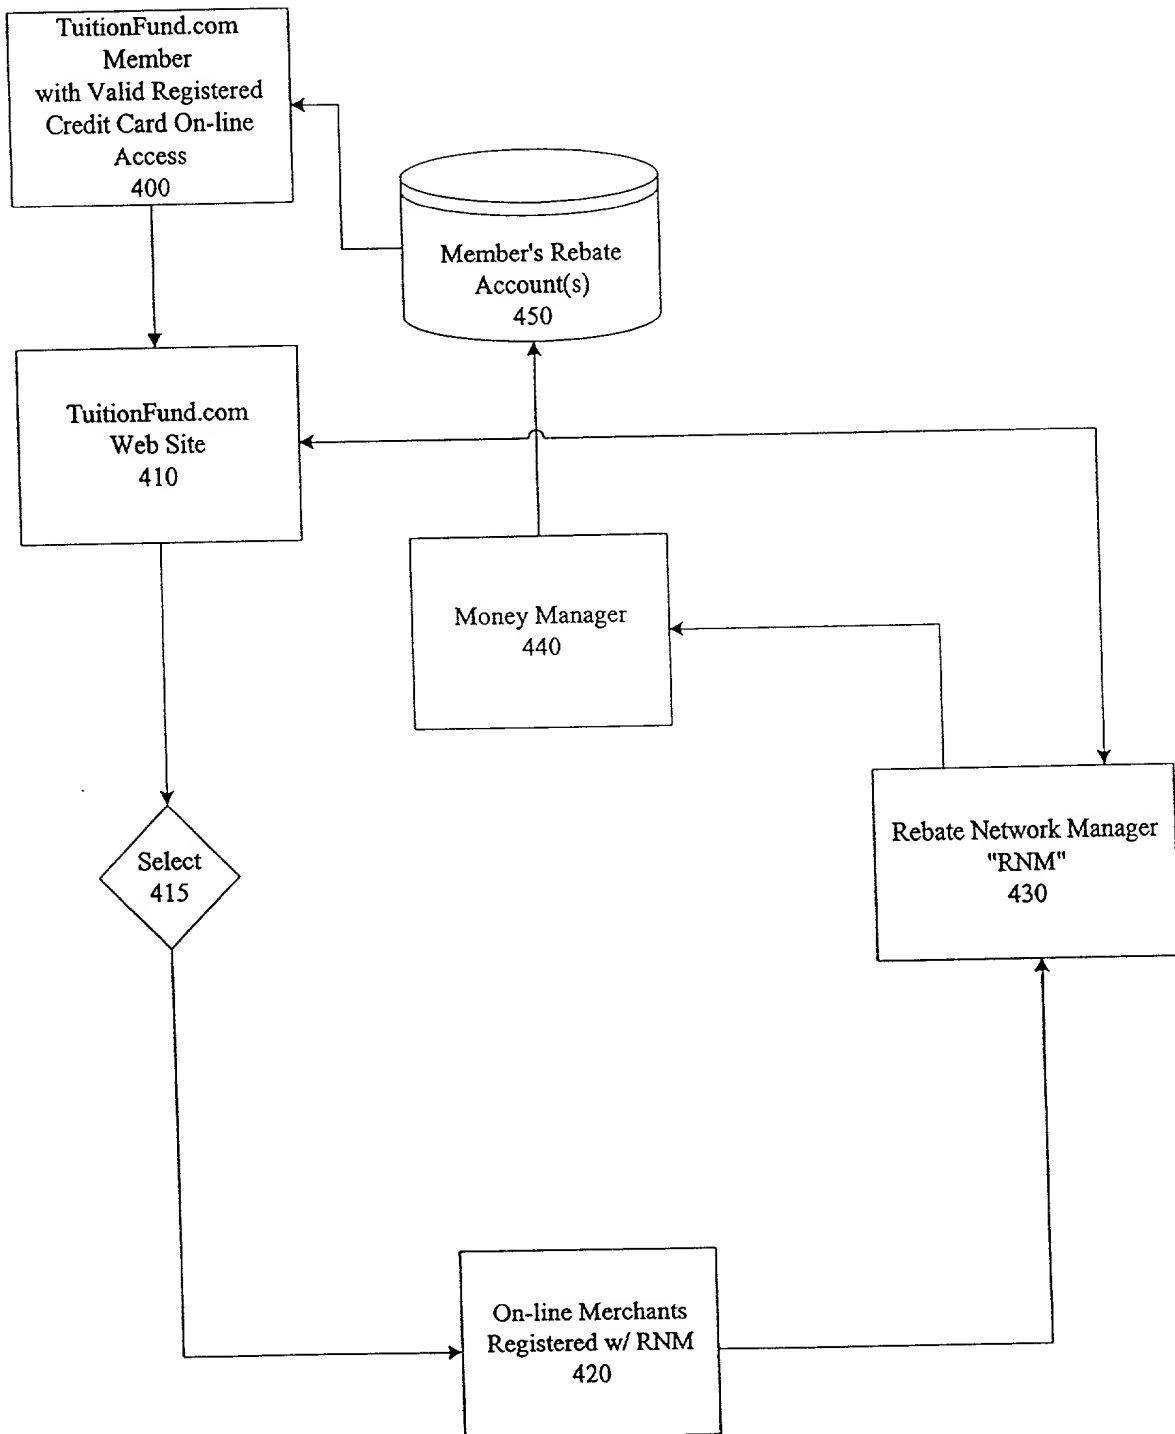 TuitionFund.com
Member
with Valid Registered
Credit Card On-line
Access
400
Member's Rebate
Account(s)
450
TuitionFund.com
Web Site
410
Money Manager
440
Select
415
Rebate Network Manager
"RNM"
430
On-line Merchants
Registered w/ RNM
420